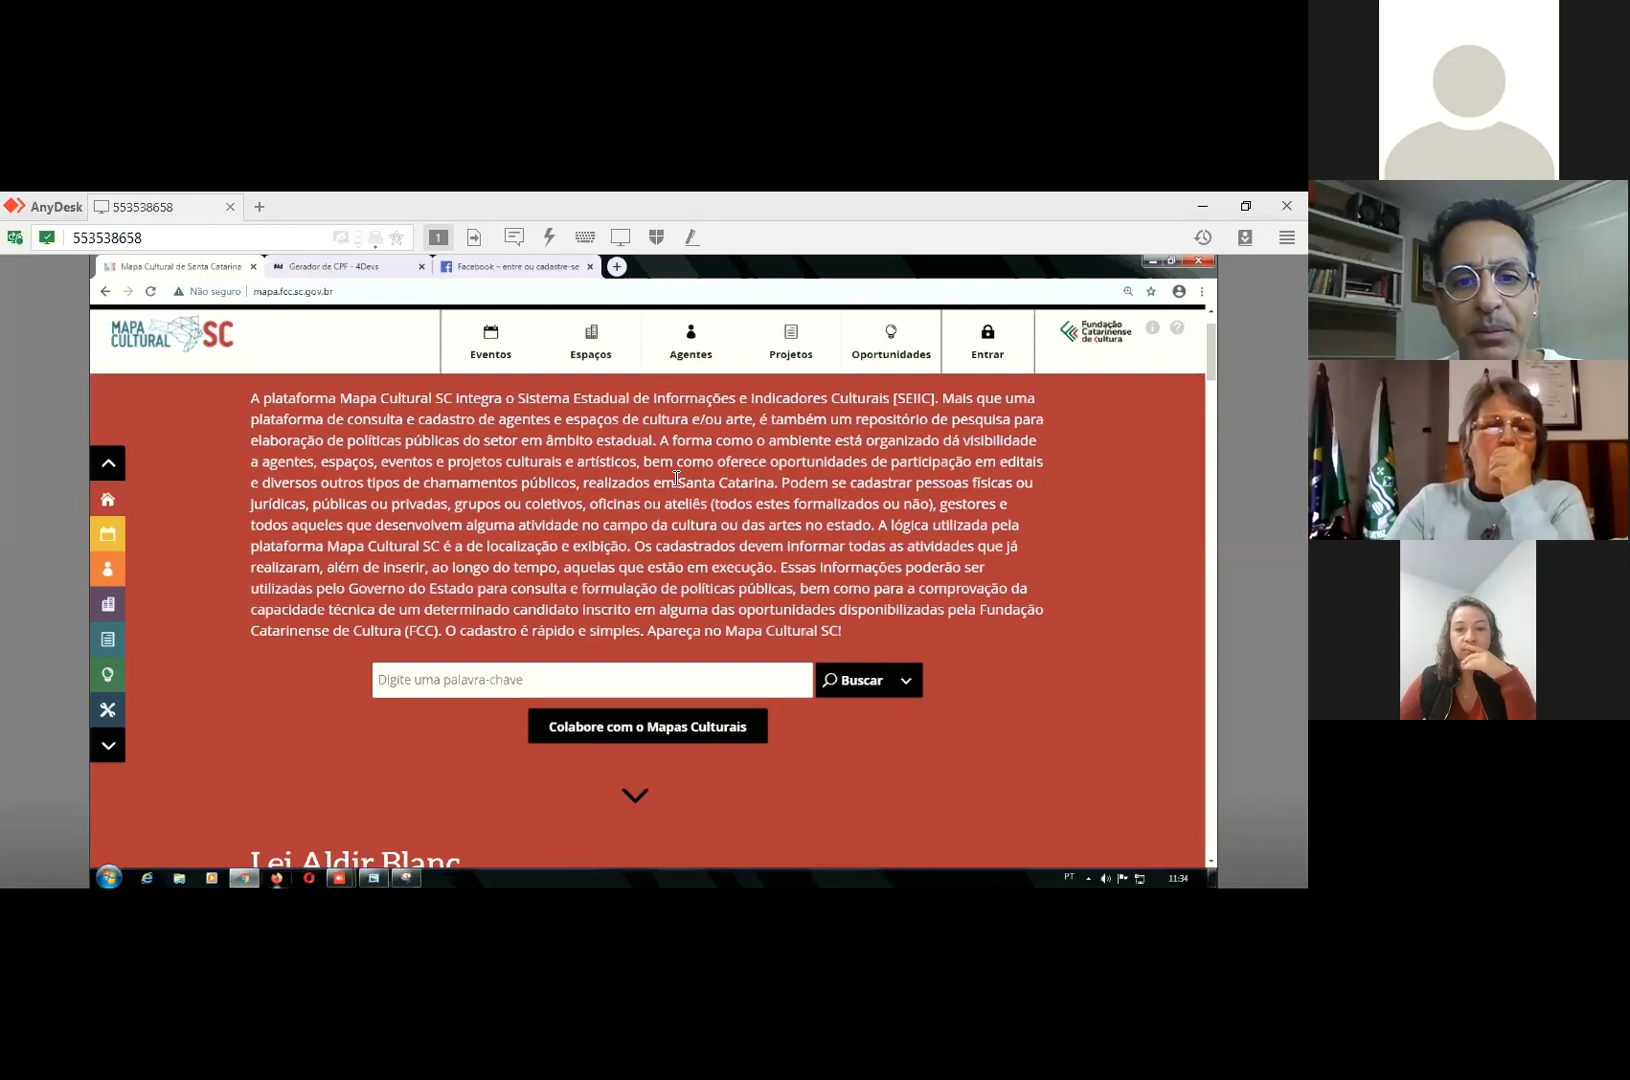 AnyDesk
553538658
553538658
1
Mapa Cultural de Santa Catarina
Gerador de CPF - 4Devs
Facebook – entre ou cadastre-se
Não seguro
mapa.fcc.sc.gov.br
MAPA
CULTURAL SC
Eventos
Espaços
Agentes
Projetos
Oportunidades
Entrar
Fundação
Catarinense
de cultura
A plataforma Mapa Cultural SC integra o Sistema Estadual de Informações e Indicadores Culturais [SEIIC]. Mais que uma
plataforma de consulta e cadastro de agentes e espaços de cultura e/ou arte, é também um repositório de pesquisa para
elaboração de políticas públicas do setor em âmbito estadual. A forma como o ambiente está organizado dá visibilidade
a agentes, espaços, eventos e projetos culturais e artísticos, bem como oferece oportunidades de participação em editais
e diversos outros tipos de chamamentos públicos, realizados em Santa Catarina. Podem se cadastrar pessoas físicas ou
jurídicas, públicas ou privadas, grupos ou coletivos, oficinas ou ateliês (todos estes formalizados ou não), gestores e
todos aqueles que desenvolvem alguma atividade no campo da cultura ou das artes no estado. A lógica utilizada pela
plataforma Mapa Cultural SC é a de localização e exibição. Os cadastrados devem informar todas as atividades que já
realizaram, além de inserir, ao longo do tempo, aquelas que estão em execução. Essas informações poderão ser
utilizadas pelo Governo do Estado para consulta e formulação de políticas públicas, bem como para a comprovação da
capacidade técnica de um determinado candidato inscrito em alguma das oportunidades disponibilizadas pela Fundação
Catarinense de Cultura (FCC). O cadastro é rápido e simples. Apareça no Mapa Cultural SC!
Digite uma palavra-chave
Buscar
Colabore com o Mapas Culturais
Lei Aldir Blanc
PT
11:34